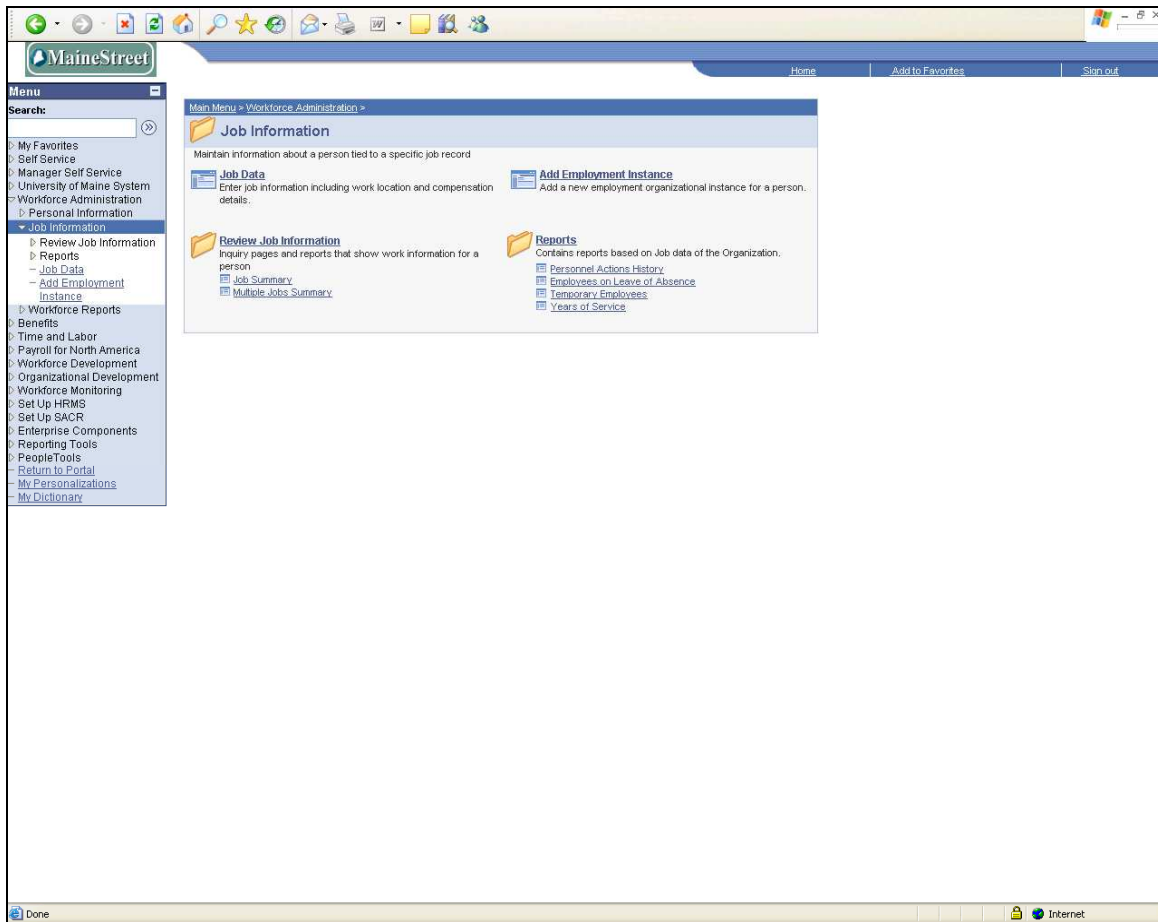 MaineStreet
Home
Add to Favorites
Sign out
Menu
Search:
My Favorites
Self Service
Manager Self Service
University of Maine System
Workforce Administration
Personal Information
Job Information
Review Job Information
Reports
Job Data
Add Employment
Instance
Workforce Reports
Benefits
Time and Labor
Payroll for North America
Workforce Development
Organizational Development
Workforce Monitoring
Set Up HRMS
Set Up SACR
Enterprise Components
Reporting Tools
PeopleTools
Return to Portal
My Personalizations
My Dictionary
Main Menu > Workforce Administration >
Job Information
Maintain information about a person tied to a specific job record
Job Data
Enter job information including work location and compensation
details.
Add Employment Instance
Add a new employment organizational instance for a person.
Review Job Information
Inquiry pages and reports that show work information for a
person
Job Summary
Multiple Jobs Summary
Reports
Contains reports based on Job data of the Organization.
Personnel Actions History
Employees on Leave of Absence
Temporary Employees
Years of Service
Done
Internet